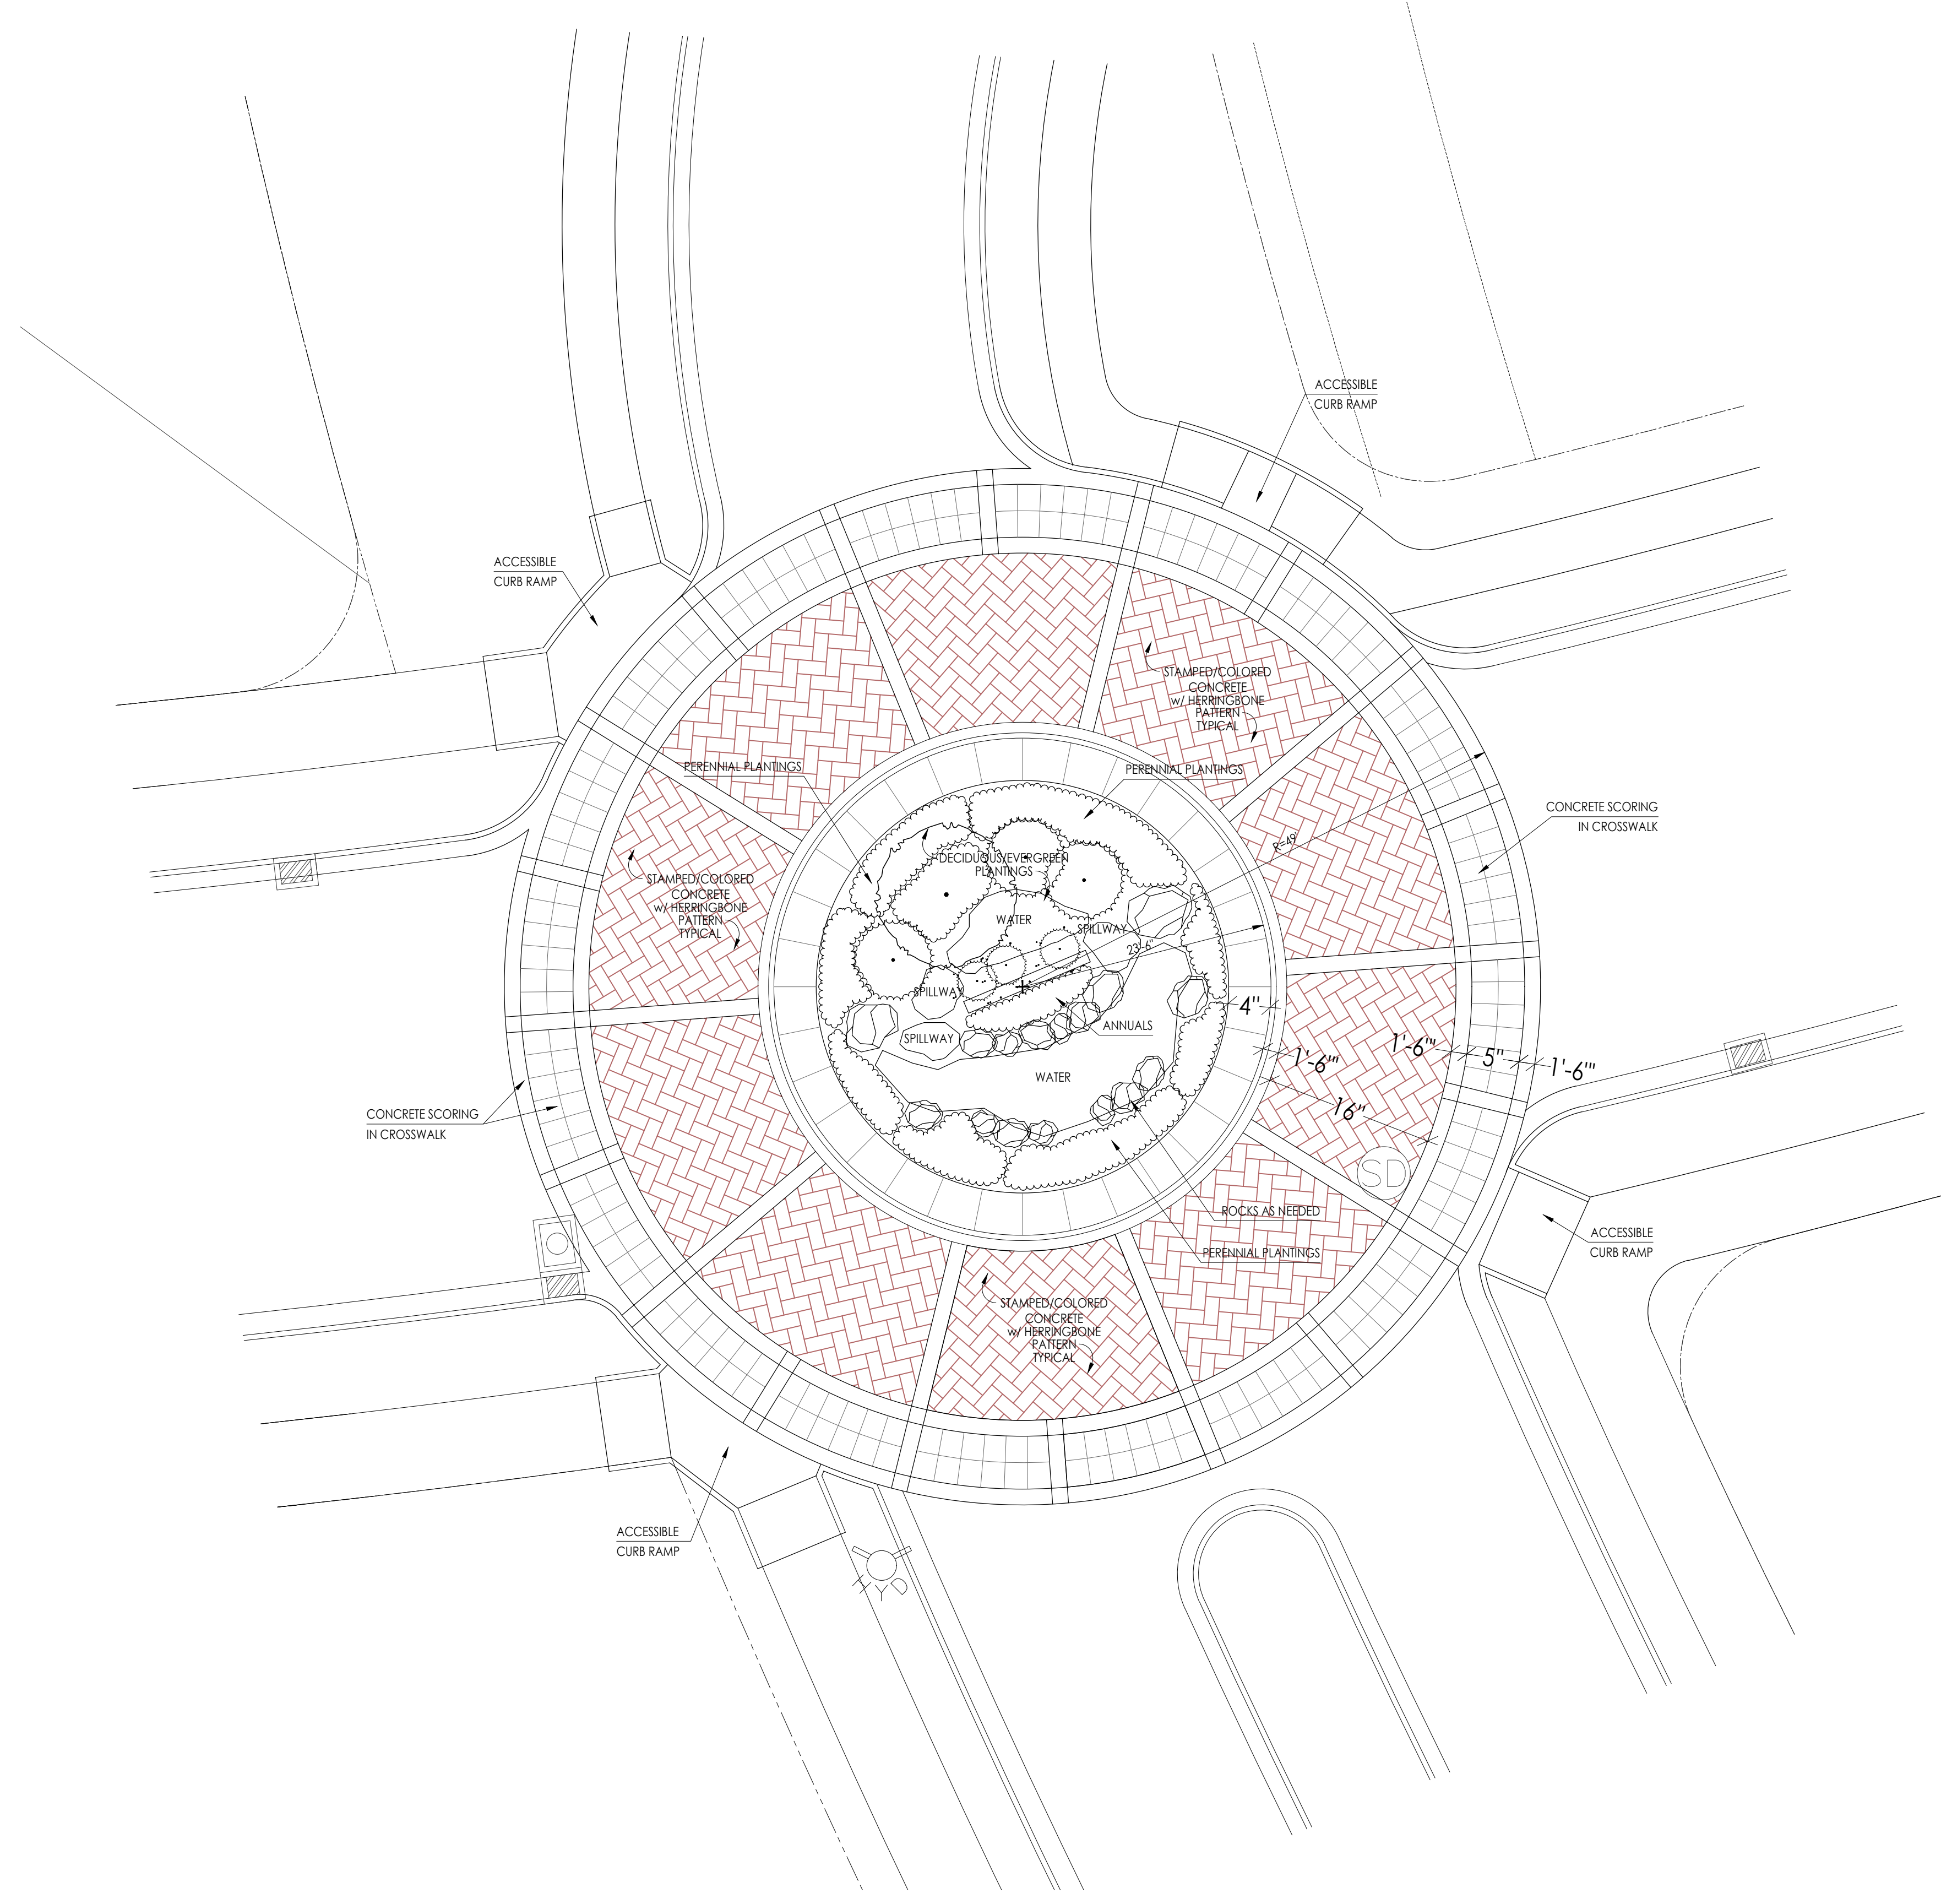 ACCESSIBLE
CURB RAMP
ACCESSIBLE
CURB RAMP
STAMPED/COLORED
CONCRETE
w/ HERRINGBONE
PATTERN
TYPICAL
PERENNIAL PLANTINGS
PERENNIAL PLANTINGS
CONCRETE SCORING
IN CROSSWALK
R=49
DECIDUOUS/EVERGREEN
PLANTINGS
STAMPED/COLORED
CONCRETE
w/ HERRINGBONE
PATTERN
TYPICAL
WATER
SPILLWAY
23'-6"
SPILLWAY
4"
ANNUALS
SPILLWAY
1'-6"'
1'-6"'
5"
1'-6"'
WATER
16"
CONCRETE SCORING
IN CROSSWALK
SD
ROCKS AS NEEDED
ACCESSIBLE
CURB RAMP
PERENNIAL PLANTINGS
STAMPED/COLORED
CONCRETE
w/ HERRINGBONE
PATTERN
TYPICAL
ACCESSIBLE
CURB RAMP
HYD